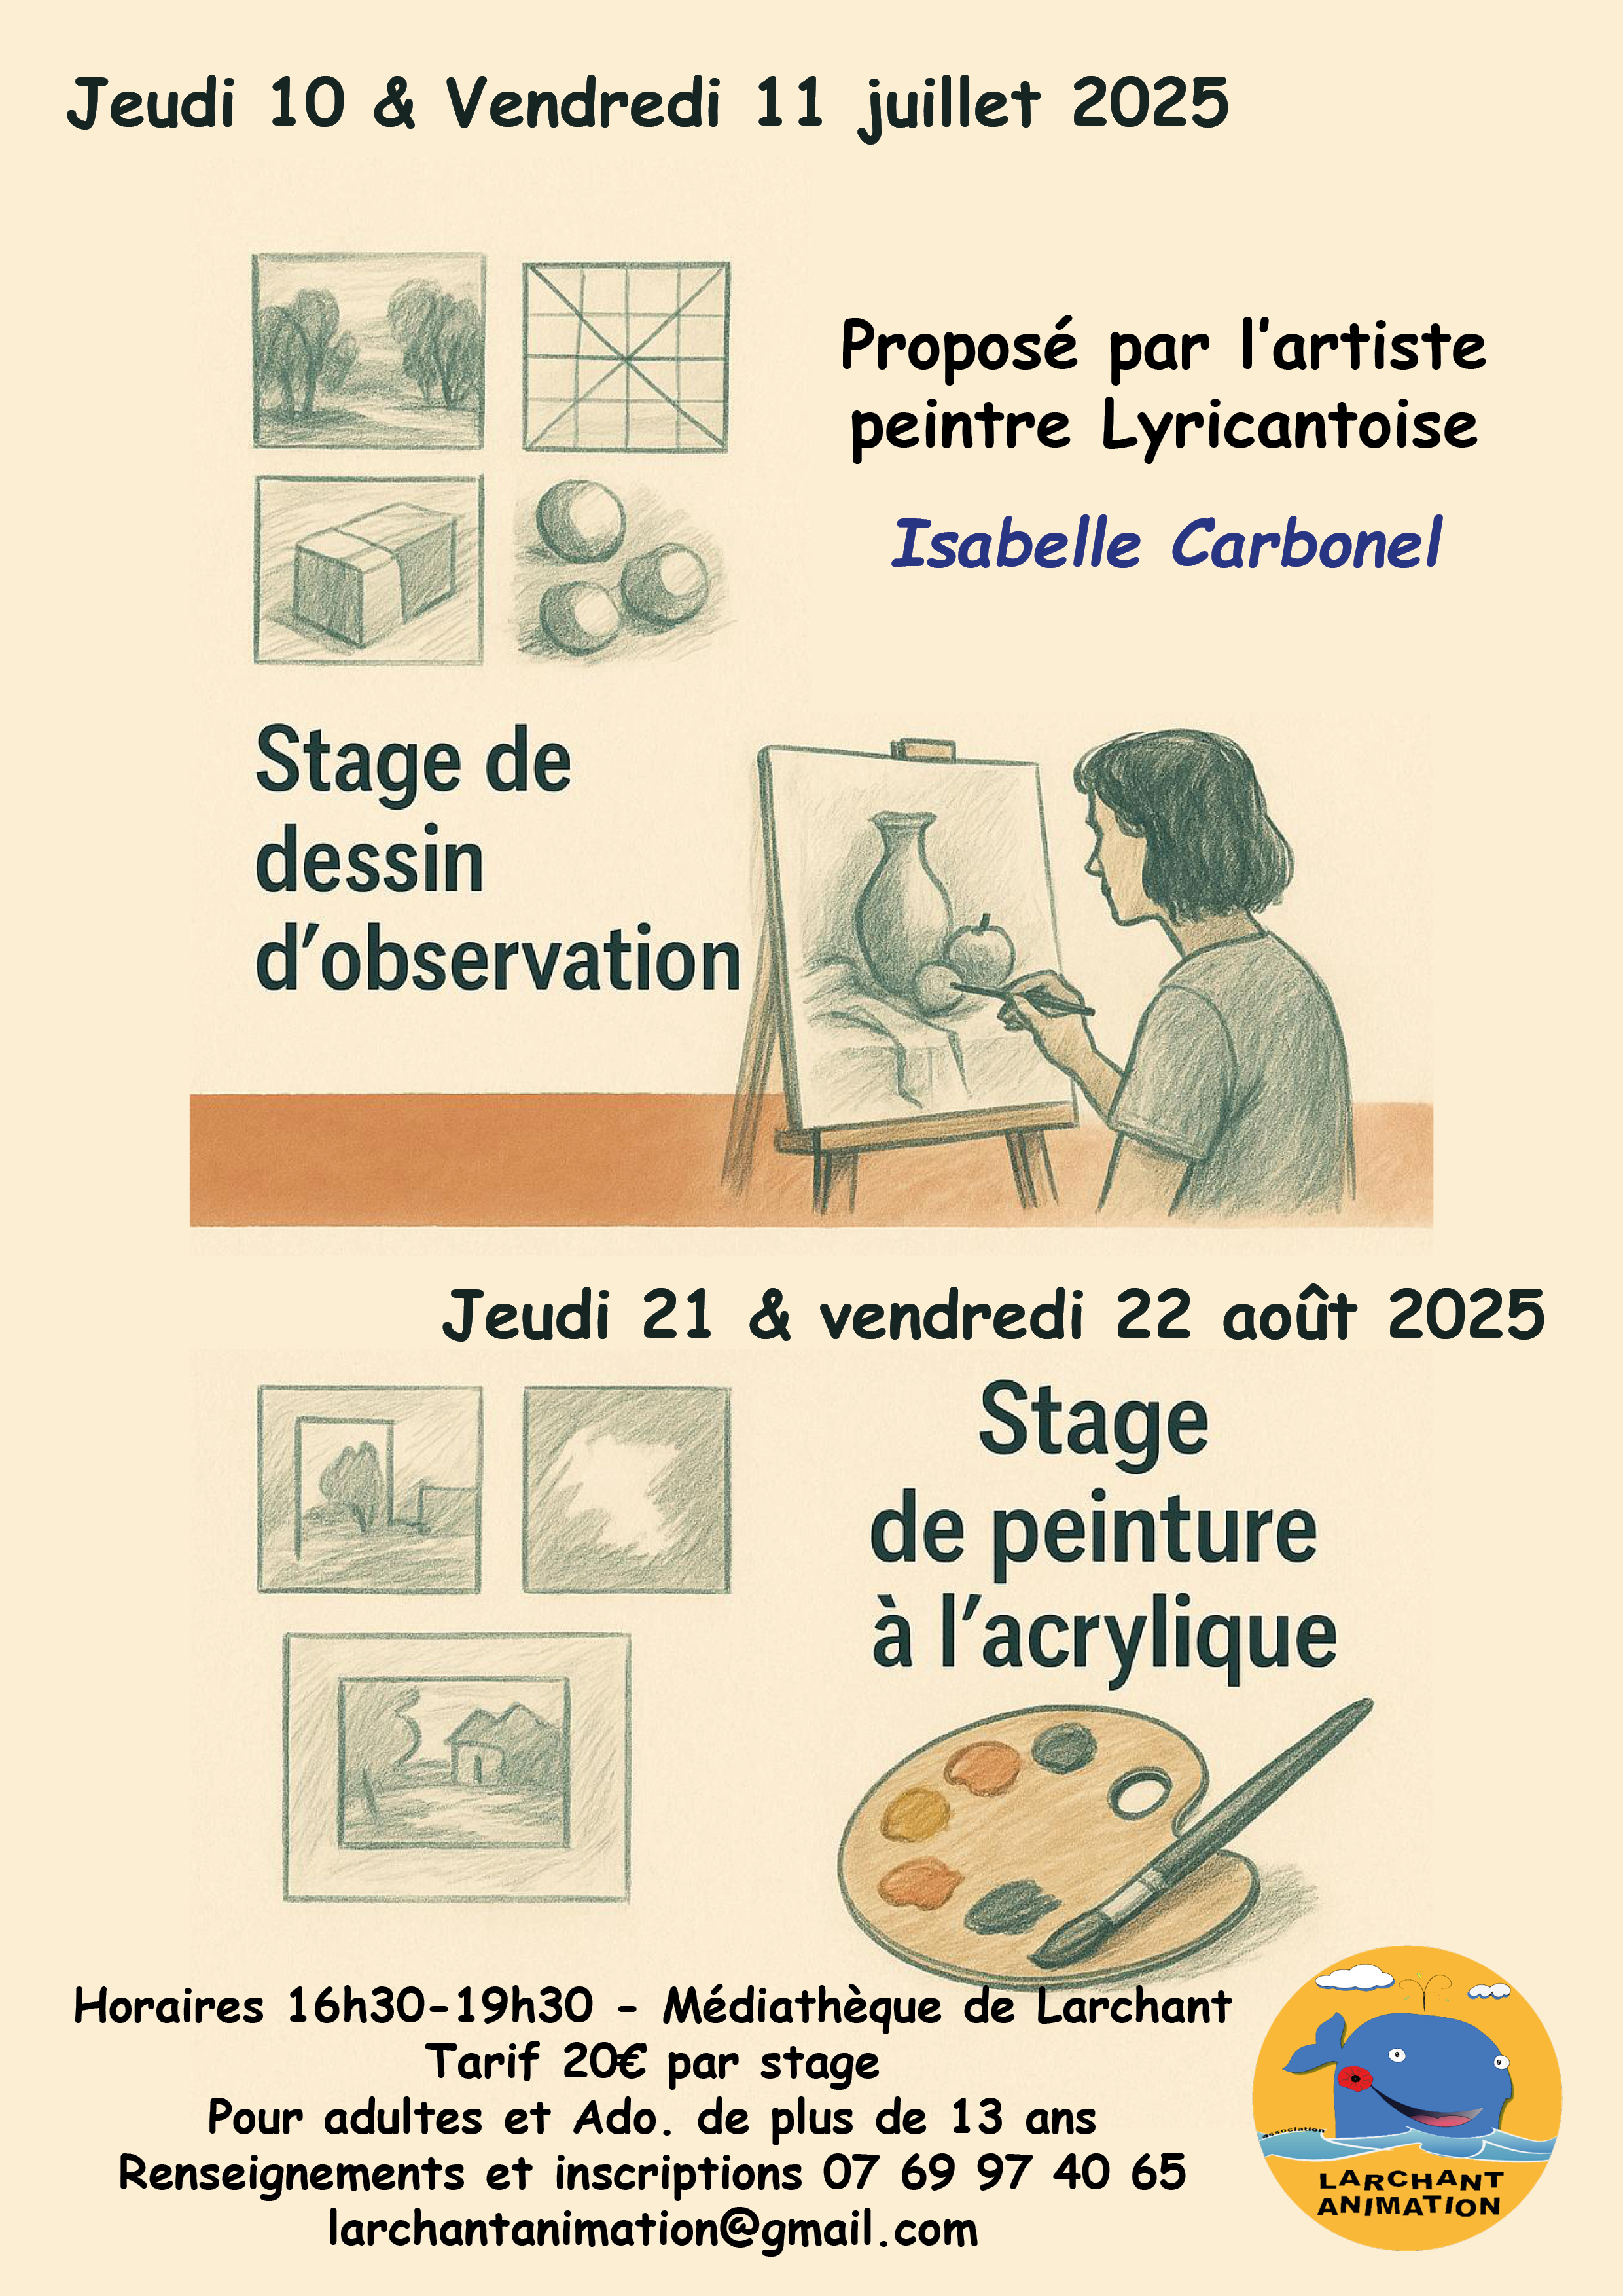 Jeudi 10 & Vendredi 11 juillet 2025
Proposé par l'artiste
peintre Lyricantoise
Isabelle Carbonel
Stage de
dessin
d'observation
Jeudi 21 & vendredi 22 août 2025
Stage
de peinture
à l'acrylique
Horaires 16h30-19h30 - Médiathèque de Larchant
Tarif 20€ par stage
Pour adultes et Ado. de plus de 13 ans
Renseignements et inscriptions 07 69 97 40 65
larchantanimation@gmail.com
association
LARCHANT
ANIMATION